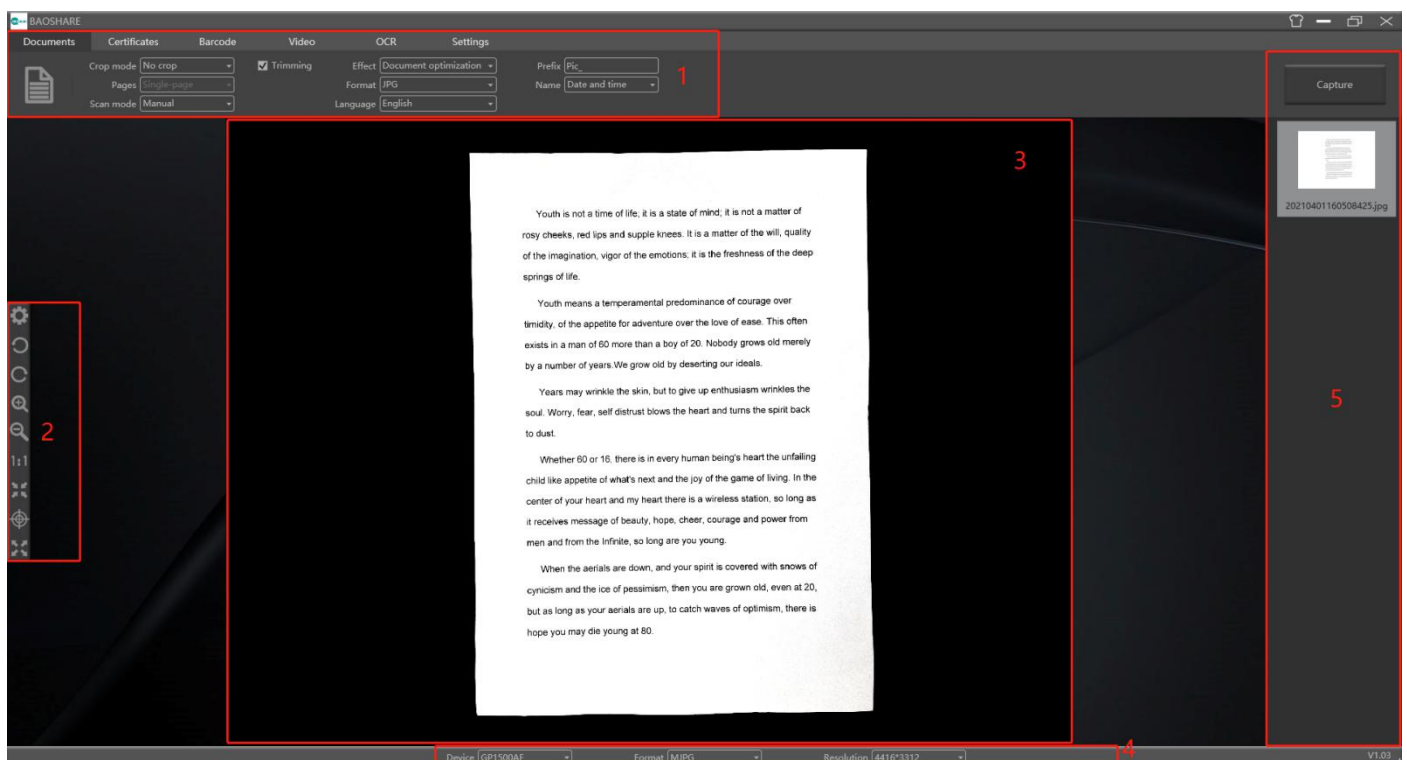 BAOSHARE
Documents Certificates Barcode Video OCR Settings
Crop mode No crop Trimming Effect Document optimization Prefix Pic_
Pages Single-page Format JPG Name Date and time
Scan mode Manual Language English
1
Capture
3
20210401160508425.jpg
Youth is not a time of life; it is a state of mind; it is not a matter of
rosy cheeks, red lips and supple knees. It is a matter of the will, quality
of the imagination, vigor of the emotions; it is the freshness of the deep
springs of life.
Youth means a temperamental predominance of courage over
timidity, of the appetite for adventure over the love of ease. This often
exists in a man of 60 more than a boy of 20. Nobody grows old merely
by a number of years.We grow old by deserting our ideals.
Years may wrinkle the skin, but to give up enthusiasm wrinkles the
soul. Worry, fear, self distrust blows the heart and turns the spirit back
to dust.
Whether 60 or 16, there is in every human being's heart the unfailing
child like appetite of what's next and the joy of the game of living. In the
center of your heart and my heart there is a wireless station, so long as
it receives message of beauty, hope, cheer, courage and power from
men and from the Infinite, so long are you young.
When the aerials are down, and your spirit is covered with snows of
cynicism and the ice of pessimism, then you are grown old, even at 20,
but as long as your aerials are up, to catch waves of optimism, there is
hope you may die young at 80.
2
1:1
5
4
Device GP1500AF Format MJPG Resolution 4416*3312 V1.03